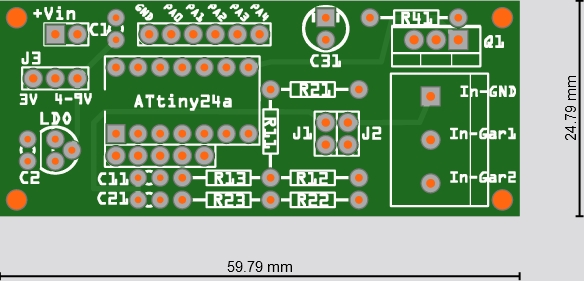 +Vin
C1
GND PA0 PA1 PA2 PA3 PA4
C31
R41
Q1
J3
3V 4-9V
ATtiny24a
R21
In-GND
LDO
R11
J1 J2
In-Gar1
C2
C11 R13 R12
In-Gar2
C21 R23 R22
24.79 mm
59.79 mm